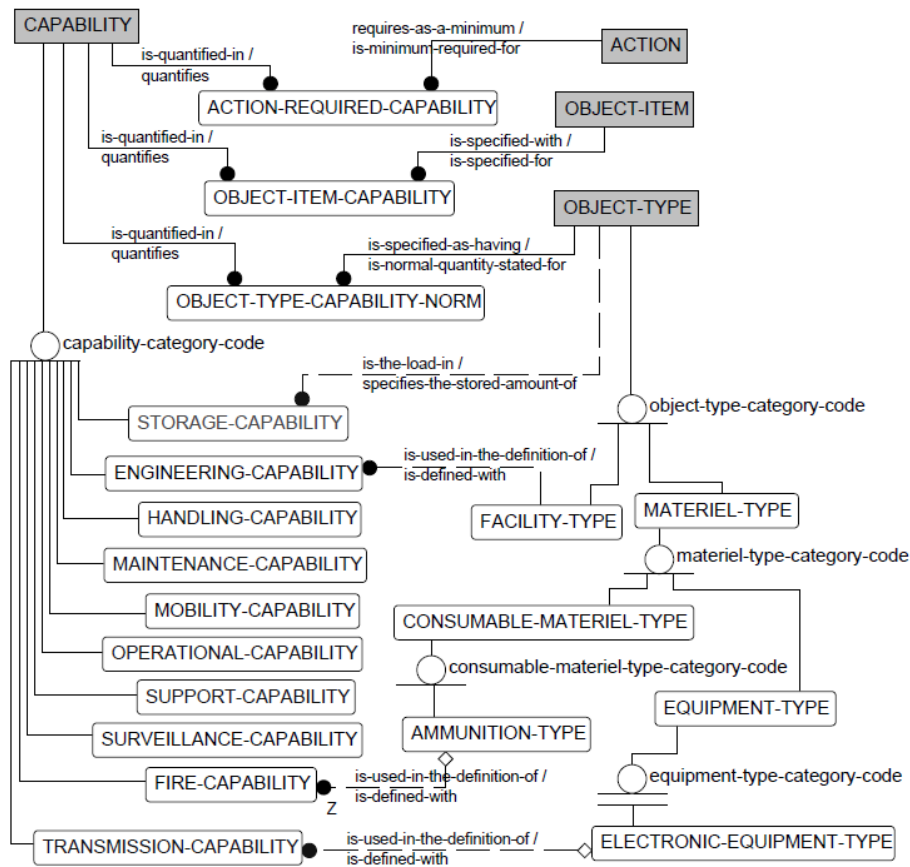 CAPABILITY
requires-as-a-minimum /
is-minimum-required-for
ACTION
is-quantified-in /
quantifies
ACTION-REQUIRED-CAPABILITY
OBJECT-ITEM
is-quantified-in /
quantifies
is-specified-with /
is-specified-for
OBJECT-ITEM-CAPABILITY
OBJECT-TYPE
is-quantified-in /
quantifies
is-specified-as-having /
is-normal-quantity-stated-for
OBJECT-TYPE-CAPABILITY-NORM
capability-category-code
is-the-load-in /
specifies-the-stored-amount-of
object-type-category-code
STORAGE-CAPABILITY
is-used-in-the-definition-of /
is-defined-with
ENGINEERING-CAPABILITY
HANDLING-CAPABILITY
FACILITY-TYPE
MATERIEL-TYPE
MAINTENANCE-CAPABILITY
materiel-type-category-code
MOBILITY-CAPABILITY
CONSUMABLE-MATERIEL-TYPE
OPERATIONAL-CAPABILITY
consumable-materiel-type-category-code
SUPPORT-CAPABILITY
EQUIPMENT-TYPE
SURVEILLANCE-CAPABILITY
AMMUNITION-TYPE
FIRE-CAPABILITY
Z
is-used-in-the-definition-of /
is-defined-with
equipment-type-category-code
TRANSMISSION-CAPABILITY
is-used-in-the-definition-of /
is-defined-with
ELECTRONIC-EQUIPMENT-TYPE